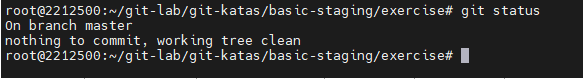 root@2212500:~/git-lab/git-katas/basic-staging/exercise# git status
On branch master
nothing to commit, working tree clean
root@2212500:~/git-lab/git-katas/basic-staging/exercise#